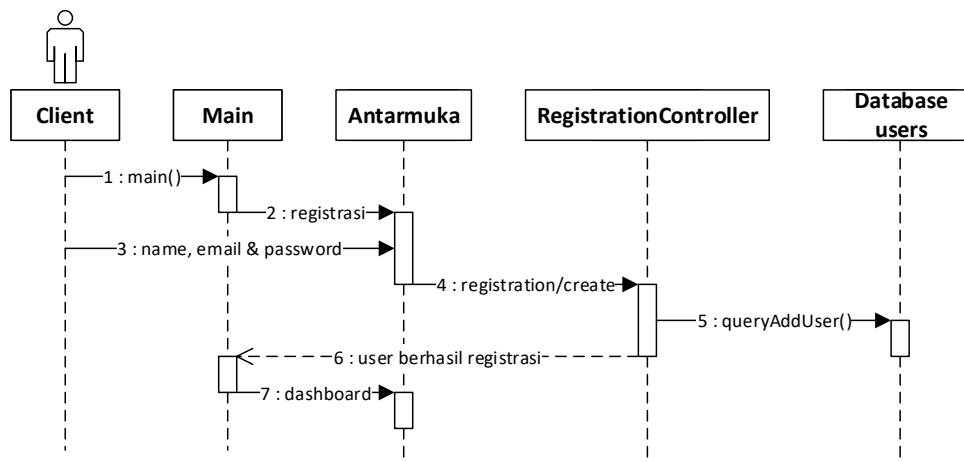 Client
Main
Antarmuka
RegistrationController
Database
users
1 : main()
2 : registrasi
3 : name, email & password
4 : registration/create
5 : queryAddUser()
6 : user berhasil registrasi
7 : dashboard